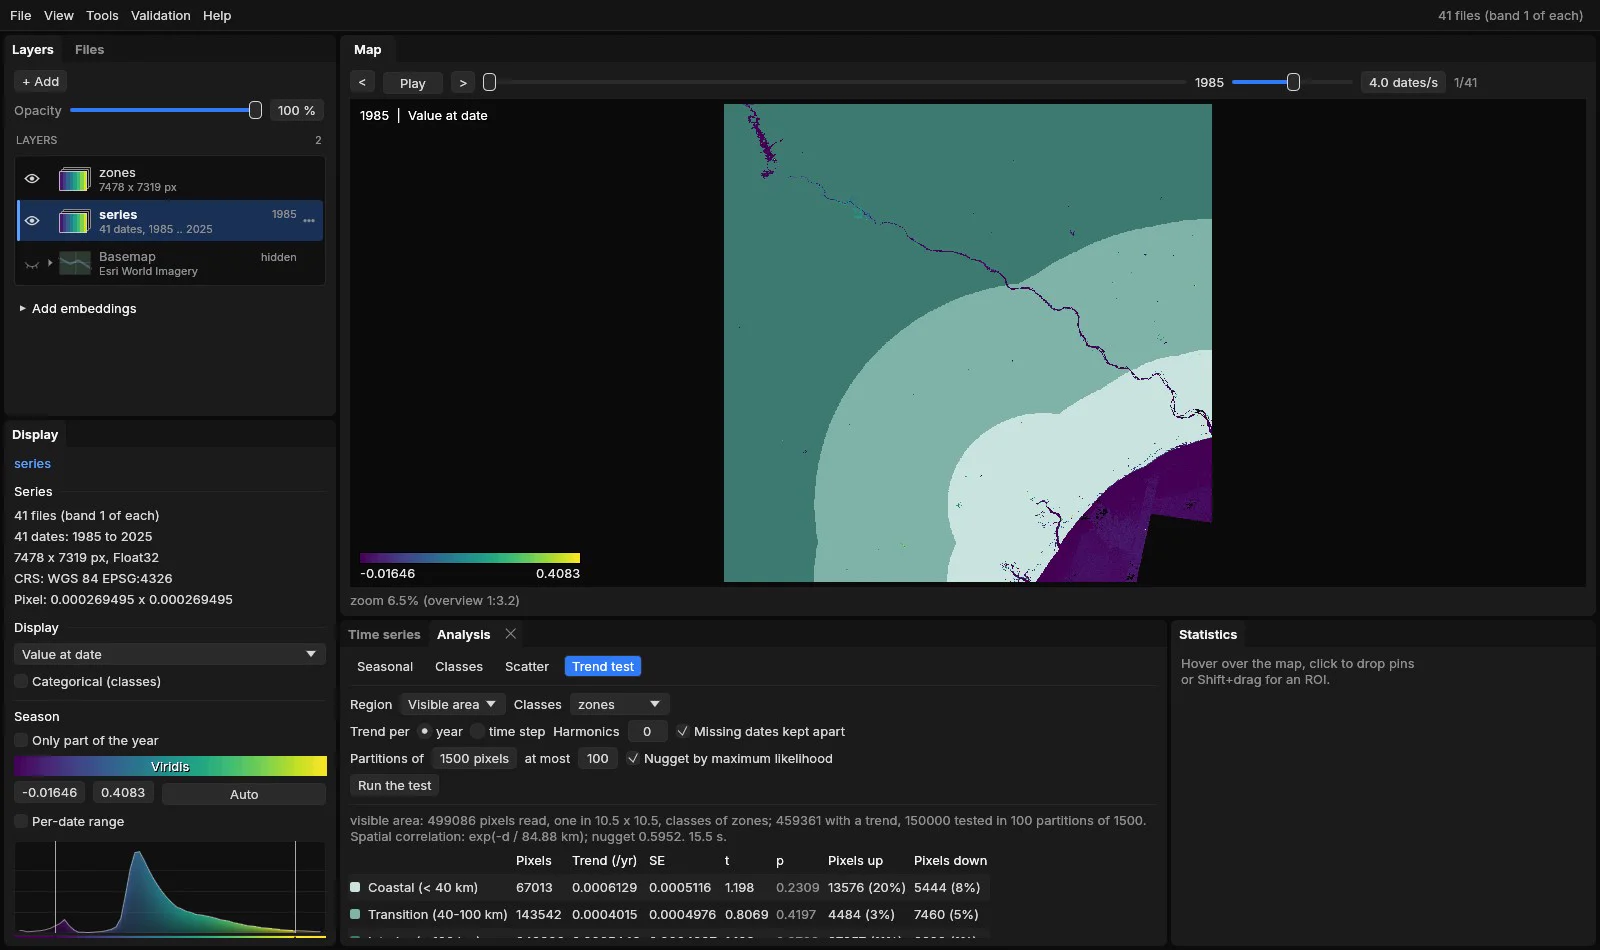 File View Tools Validation Help
41 files (band 1 of each)
Layers Files
+ Add
Opacity 100 %
LAYERS 2
zones
7478 x 7319 px
series 1985 ...
41 dates, 1985 .. 2025
Basemap hidden
Esri World Imagery
Add embeddings
Display
series
Series
41 files (band 1 of each)
41 dates: 1985 to 2025
7478 x 7319 px, Float32
CRS: WGS 84 EPSG:4326
Pixel: 0.000269495 x 0.000269495
Display
Value at date
Categorical (classes)
Season
Only part of the year
Viridis
-0.01646 0.4083 Auto
Per-date range
Map
< Play > 1985 4.0 dates/s 1/41
1985 | Value at date
-0.01646 0.4083
zoom 6.5% (overview 1:3.2)
Time series Analysis
Seasonal Classes Scatter Trend test
Region Visible area Classes zones
Trend per year time step Harmonics 0 Missing dates kept apart
Partitions of 1500 pixels at most 100 Nugget by maximum likelihood
Run the test
visible area: 499086 pixels read, one in 10.5 x 10.5, classes of zones; 459361 with a trend, 150000 tested in 100 partitions of 1500.
Spatial correlation: exp(-d / 84.88 km); nugget 0.5952. 15.5 s.
Pixels Trend (/yr) SE t p Pixels up Pixels down
Coastal (< 40 km) 67013 0.0006129 0.0005116 1.198 0.2309 13576 (20%) 5444 (8%)
Transition (40-100 km) 143542 0.0004015 0.0004976 0.8069 0.4197 4484 (3%) 7460 (5%)
Statistics
Hover over the map, click to drop pins
or Shift+drag for an ROI.